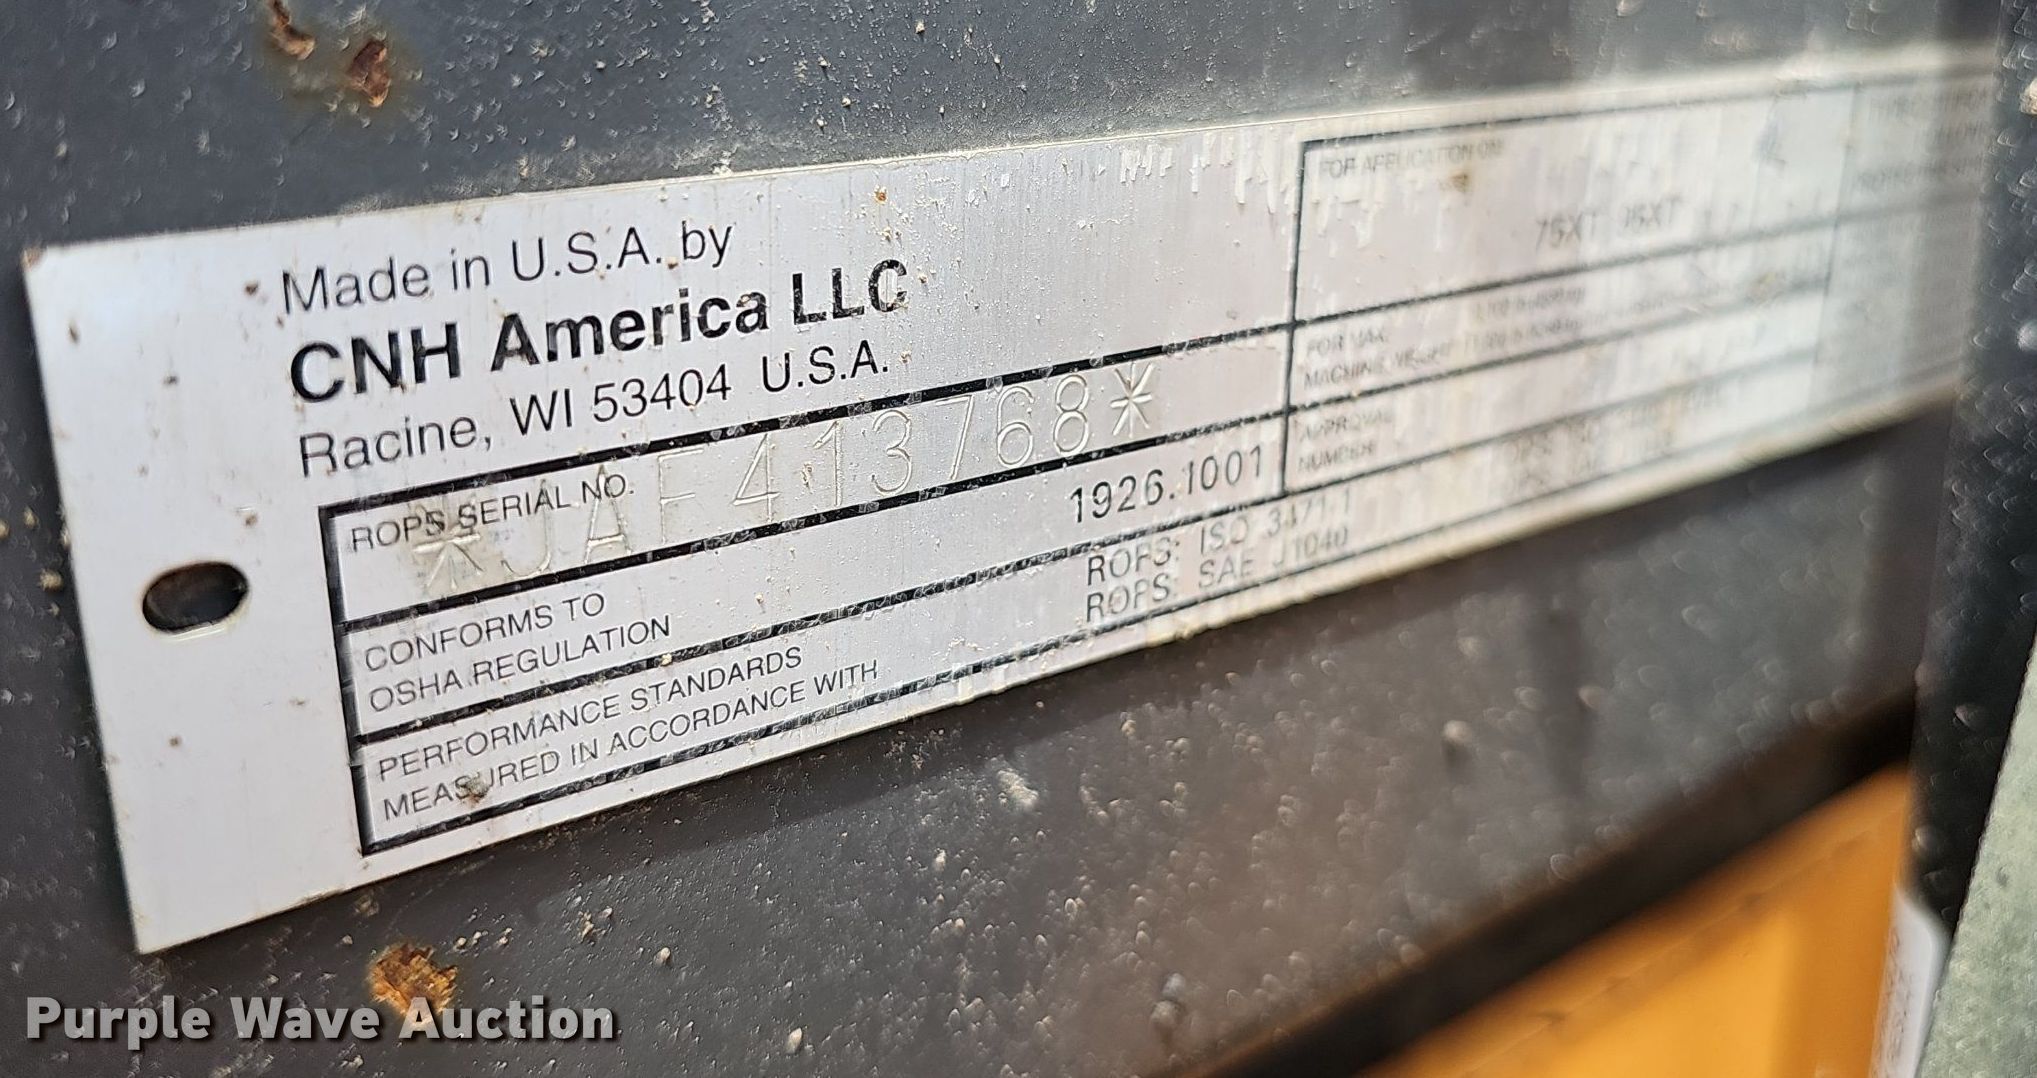 Made in U.S.A. by
CNH America LLC
Racine, WI 53404 U.S.A.
ROPS SERIAL NO.
*JAF413768*
CONFORMS TO
OSHA REGULATION
1926.1001
PERFORMANCE STANDARDS
MEASURED IN ACCORDANCE WITH
ROPS: ISO 3471-1
ROPS: SAE J1040
FOR APPLICATION ON:
75XT 95XT
FOR MAX.
MACHINE WEIGHT
APPROVAL
NUMBER
Purple Wave Auction